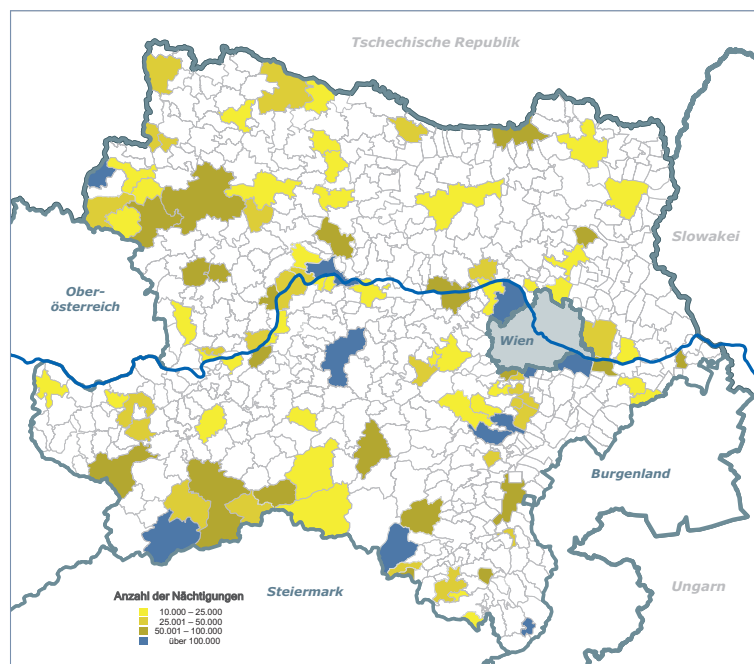 Tschechische Republik
Slowakei
Ober-
österreich
Wien
Burgenland
Steiermark
Ungarn
Anzahl der Nächtigungen
10.000 – 25.000
25.001 – 50.000
50.001 – 100.000
über 100.000